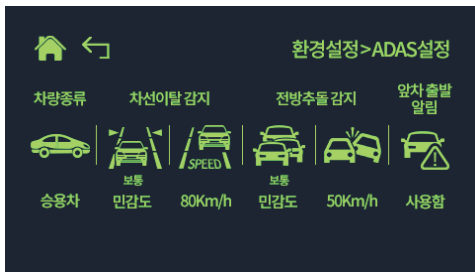 환경설정>ADAS설정
차량종류
차선이탈 감지
전방추돌 감지
앞차 출발
알림
SPEED
보통
보통
승용차
민감도
80Km/h
민감도
50Km/h
사용함